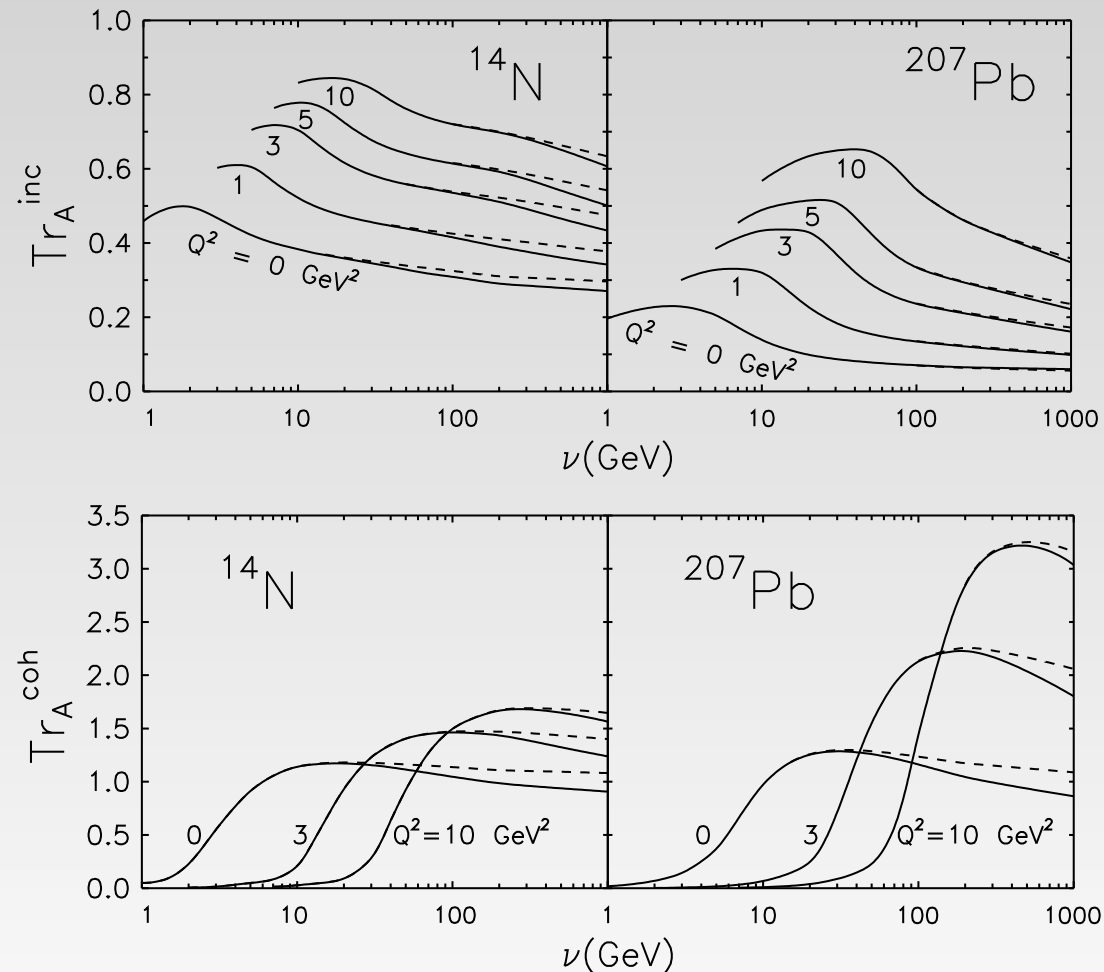 1.0
0.8
0.6
0.4
0.2
0.0
Tr_A^inc
¹⁴N
10
5
3
1
Q² = 0 GeV²
²⁰⁷Pb
10
5
3
1
Q² = 0 GeV²
1 10 100 1 10 100 1000
ν(GeV)
3.5
3.0
2.5
2.0
1.5
1.0
0.5
0.0
Tr_A^coh
¹⁴N
0 3 Q²=10 GeV²
²⁰⁷Pb
0 3 Q²=10 GeV²
1 10 100 1 10 100 1000
ν(GeV)